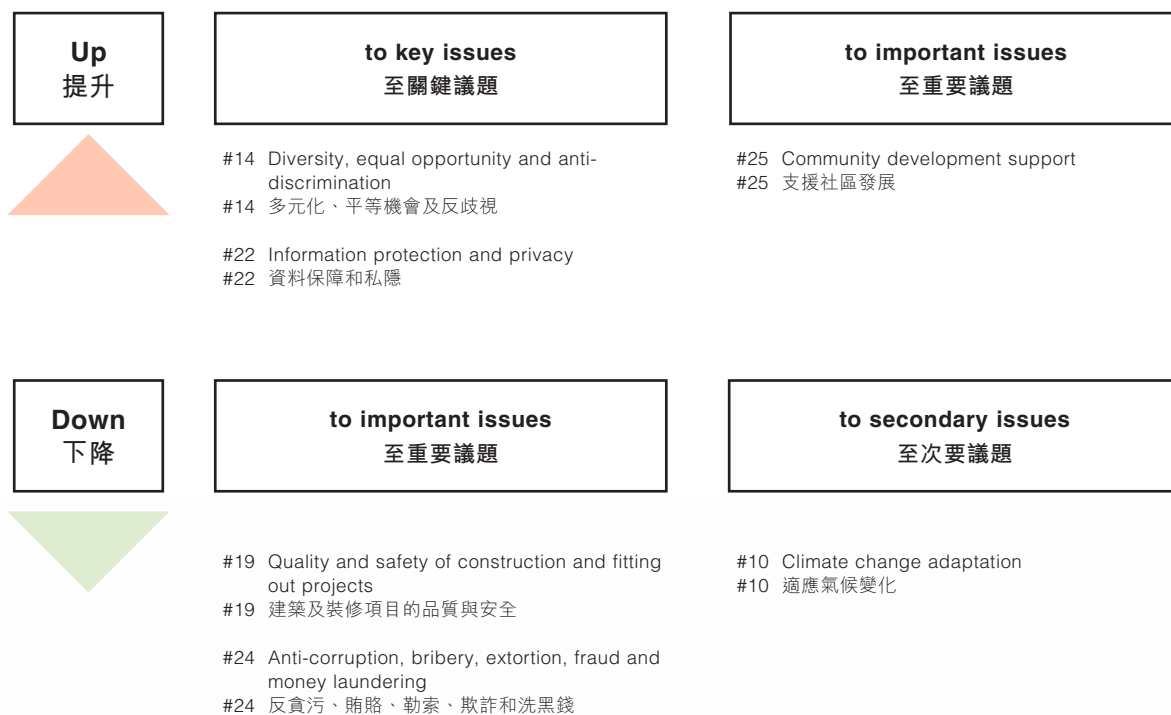 Up
提升
to key issues
至關鍵議題
to important issues
至重要議題
#14 Diversity, equal opportunity and anti-
discrimination
#14 多元化、平等機會及反歧視
#22 Information protection and privacy
#22 資料保障和私隱
#25 Community development support
#25 支援社區發展
Down
下降
to important issues
至重要議題
to secondary issues
至次要議題
#19 Quality and safety of construction and fitting
out projects
#19 建築及裝修項目的品質與安全
#24 Anti-corruption, bribery, extortion, fraud and
money laundering
#24 反貪污、賄賂、勒索、欺詐和洗黑錢
#10 Climate change adaptation
#10 適應氣候變化